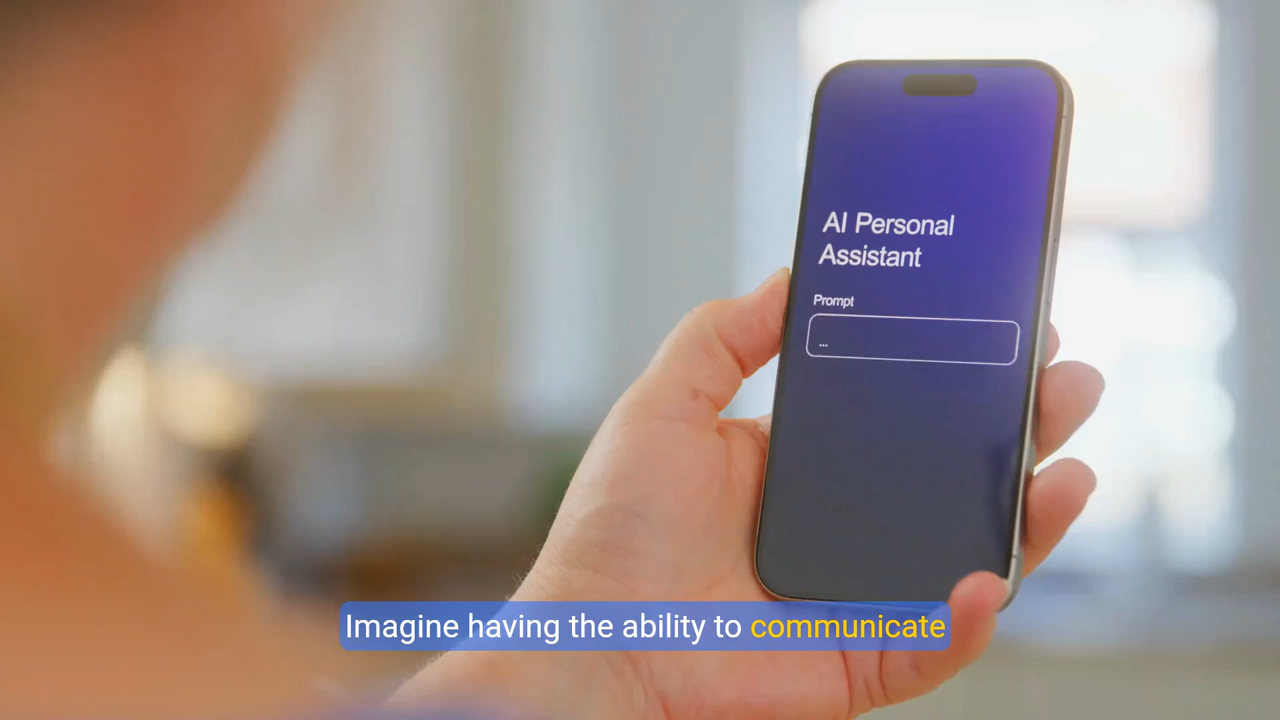 AI Personal
Assistant
Prompt
...
Imagine having the ability to communicate